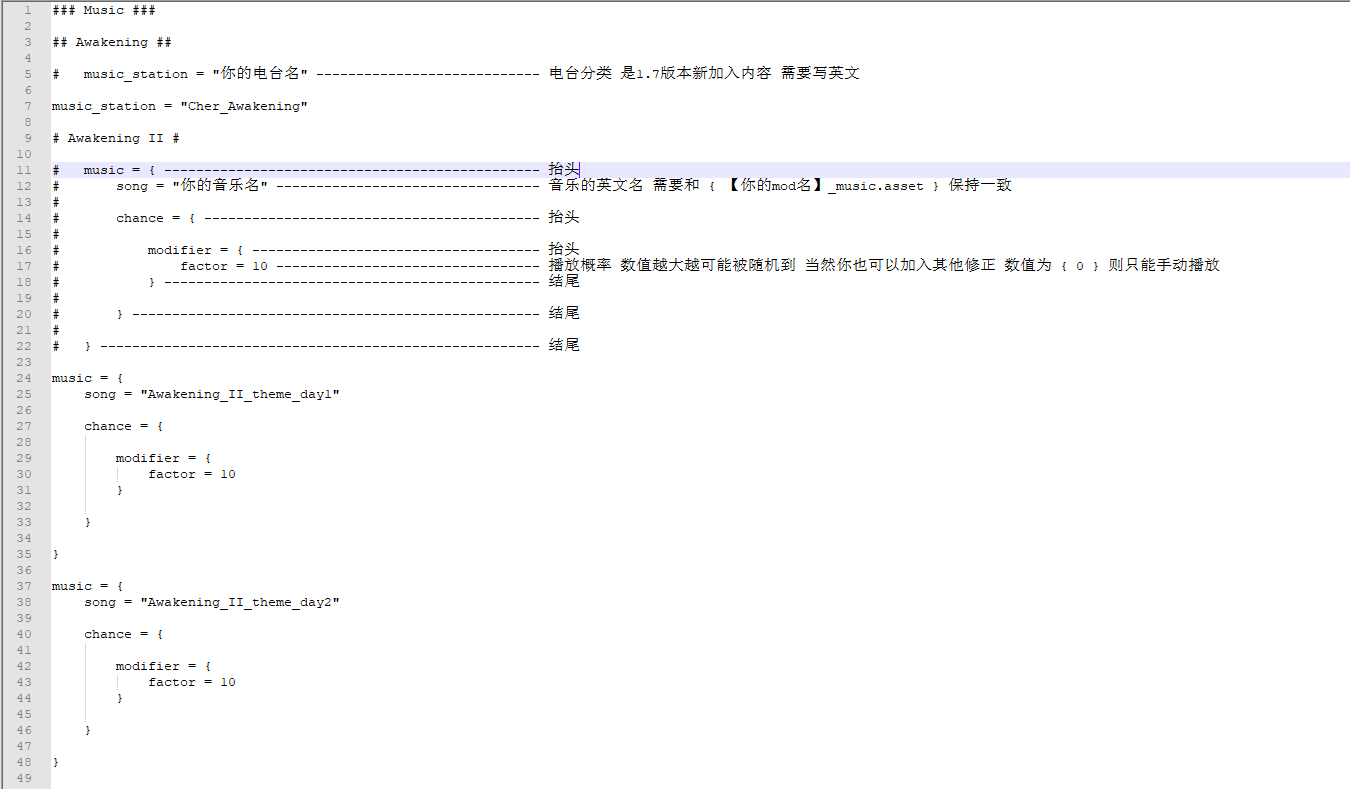 1 ### Music ###
2
3 ## Awakening ##
4
5 #   music_station = "你的电台名" ---------------------------- 电台分类 是1.7版本新加入内容 需要写英文
6
7 music_station = "Cher_Awakening"
8
9 # Awakening II #
10
11 #   music = { ----------------------------------------------- 抬头
12 #       song = "你的音乐名" --------------------------------- 音乐的英文名 需要和 { 【你的mod名】_music.asset } 保持一致
13 #
14 #       chance = { ------------------------------------------ 抬头
15 #
16 #           modifier = { ------------------------------------ 抬头
17 #               factor = 10 --------------------------------- 播放概率 数值越大越可能被随机到 当然你也可以加入其他修正 数值为 { 0 } 则只能手动播放
18 #           } ----------------------------------------------- 结尾
19 #
20 #       } --------------------------------------------------- 结尾
21 #
22 #   } ------------------------------------------------------- 结尾
23
24 music = {
25     song = "Awakening_II_theme_day1"
26
27     chance = {
28
29         modifier = {
30             factor = 10
31         }
32
33     }
34
35 }
36
37 music = {
38     song = "Awakening_II_theme_day2"
39
40     chance = {
41
42         modifier = {
43             factor = 10
44         }
45
46     }
47
48 }
49